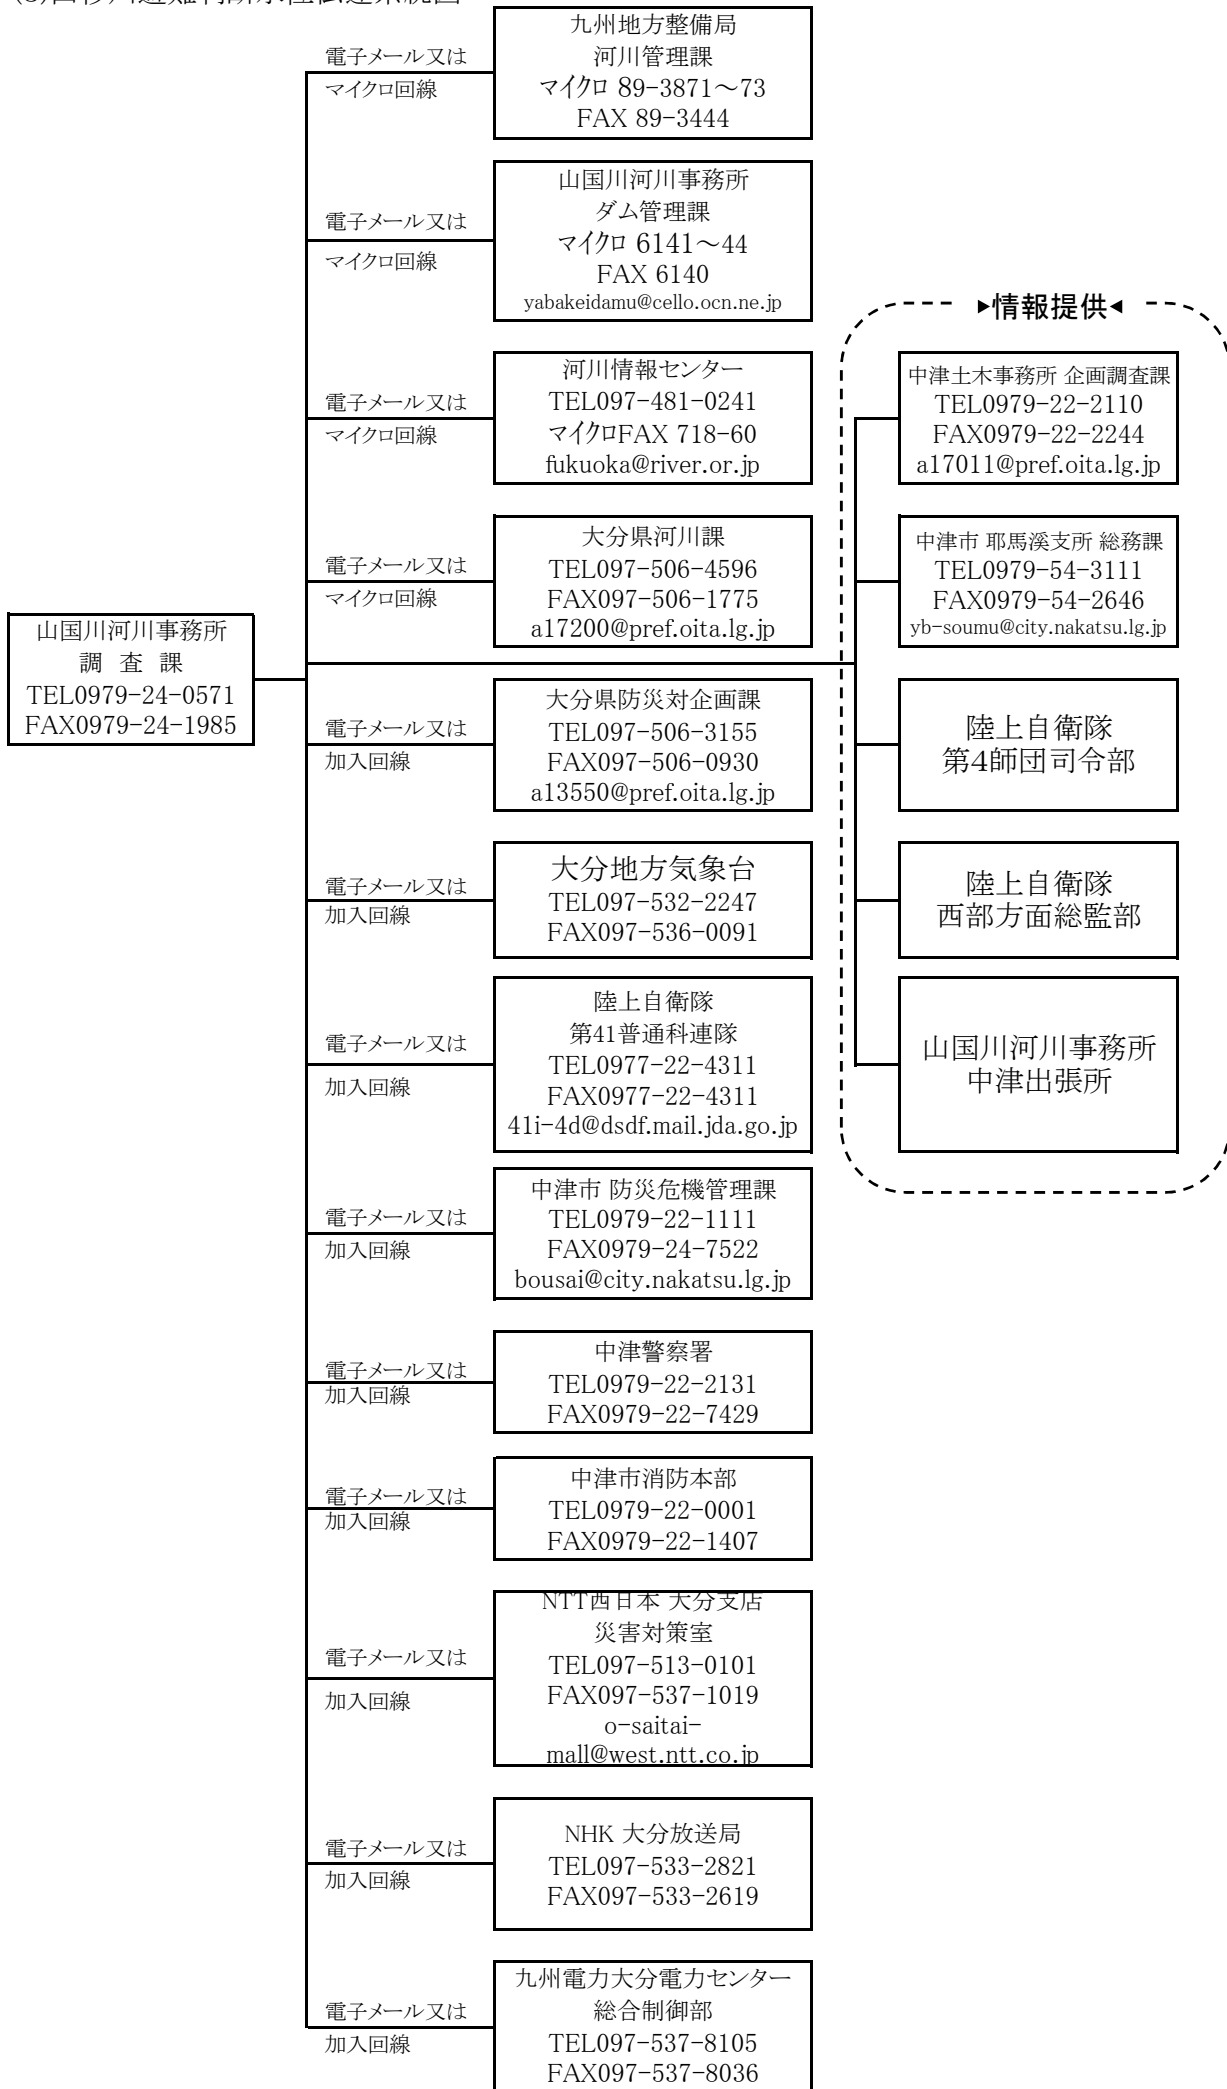 山国川河川事務所
調 査 課
TEL0979-24-0571
FAX0979-24-1985
電子メール又は
マイクロ回線
九州地方整備局
河川管理課
マイクロ 89-3871～73
FAX 89-3444
電子メール又は
マイクロ回線
山国川河川事務所
ダム管理課
マイクロ 6141～44
FAX 6140
yabakeidamu@cello.ocn.ne.jp
電子メール又は
マイクロ回線
河川情報センター
TEL097-481-0241
マイクロFAX 718-60
fukuoka@river.or.jp
電子メール又は
マイクロ回線
大分県河川課
TEL097-506-4596
FAX097-506-1775
a17200@pref.oita.lg.jp
電子メール又は
加入回線
大分県防災対企画課
TEL097-506-3155
FAX097-506-0930
a13550@pref.oita.lg.jp
電子メール又は
加入回線
大分地方気象台
TEL097-532-2247
FAX097-536-0091
電子メール又は
加入回線
陸上自衛隊
第41普通科連隊
TEL0977-22-4311
FAX0977-22-4311
41i-4d@dsdf.mail.jda.go.jp
電子メール又は
加入回線
中津市 防災危機管理課
TEL0979-22-1111
FAX0979-24-7522
bousai@city.nakatsu.lg.jp
電子メール又は
加入回線
中津警察署
TEL0979-22-2131
FAX0979-22-7429
電子メール又は
加入回線
中津市消防本部
TEL0979-22-0001
FAX0979-22-1407
電子メール又は
加入回線
NTT西日本 大分支店
災害対策室
TEL097-513-0101
FAX097-537-1019
o-saitai-
mall@west.ntt.co.jp
電子メール又は
加入回線
NHK 大分放送局
TEL097-533-2821
FAX097-533-2619
電子メール又は
加入回線
九州電力大分電力センター
総合制御部
TEL097-537-8105
FAX097-537-8036
▶情報提供◀
中津土木事務所 企画調査課
TEL0979-22-2110
FAX0979-22-2244
a17011@pref.oita.lg.jp
中津市 耶馬溪支所 総務課
TEL0979-54-3111
FAX0979-54-2646
yb-soumu@city.nakatsu.lg.jp
陸上自衛隊
第4師団司令部
陸上自衛隊
西部方面総監部
山国川河川事務所
中津出張所